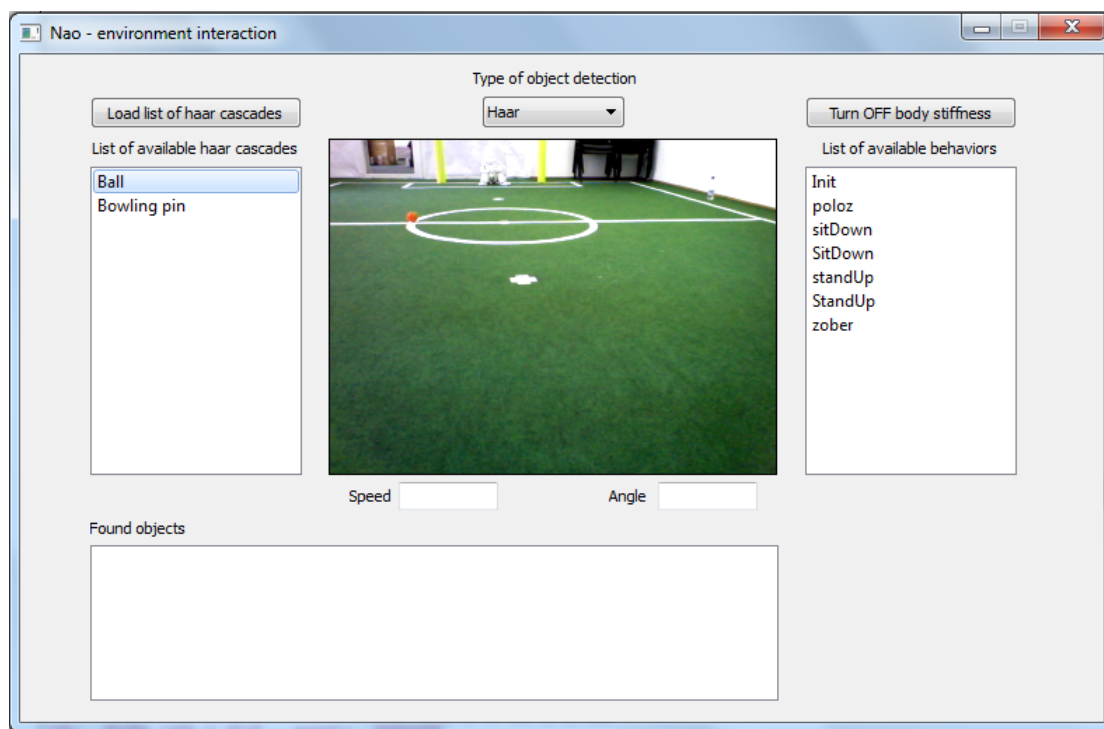 Nao - environment interaction
Type of object detection
Load list of haar cascades
Haar
Turn OFF body stiffness
List of available haar cascades
List of available behaviors
Ball
Bowling pin
Init
poloz
sitDown
SitDown
standUp
StandUp
zober
Speed
Angle
Found objects